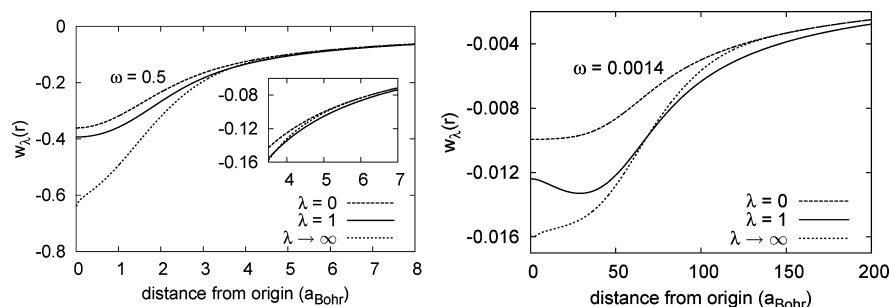 0
-0.2
-0.4
-0.6
-0.8
w_λ(r)
ω = 0.5
-0.08
-0.12
-0.16
4 5 6 7
λ = 0
λ = 1
λ → ∞
0 1 2 3 4 5 6 7 8
distance from origin (a_Bohr)
-0.004
-0.008
-0.012
-0.016
w_λ(r)
ω = 0.0014
λ = 0
λ = 1
λ → ∞
0 50 100 150 200
distance from origin (a_Bohr)